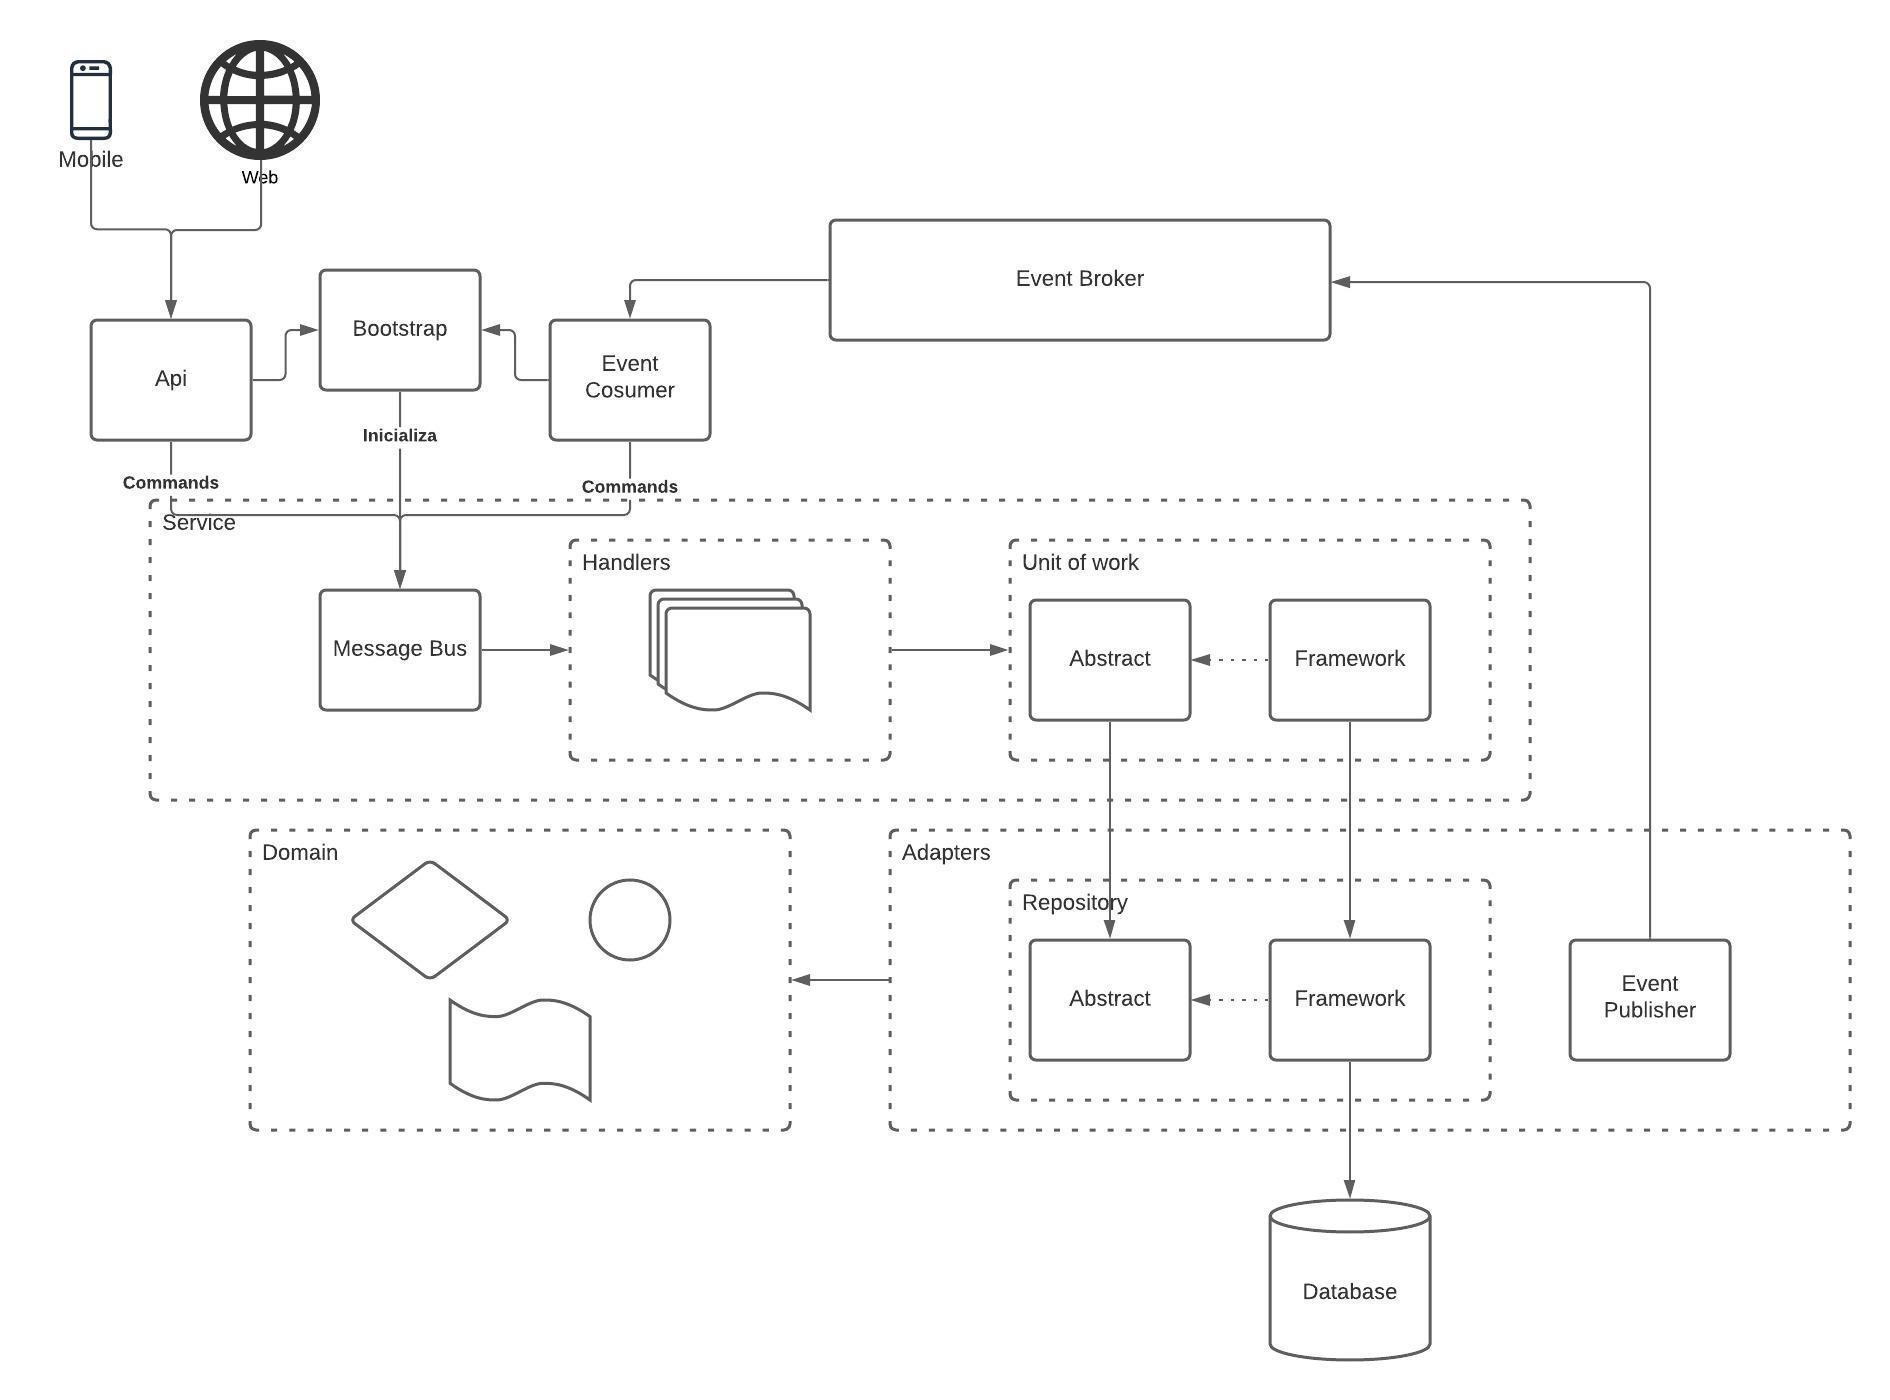 Mobile
Web
Event Broker
Bootstrap
Api
Event
Cosumer
Inicializa
Commands
Commands
Service
Handlers
Unit of work
Message Bus
Abstract
Framework
Domain
Adapters
Repository
Abstract
Framework
Event
Publisher
Database